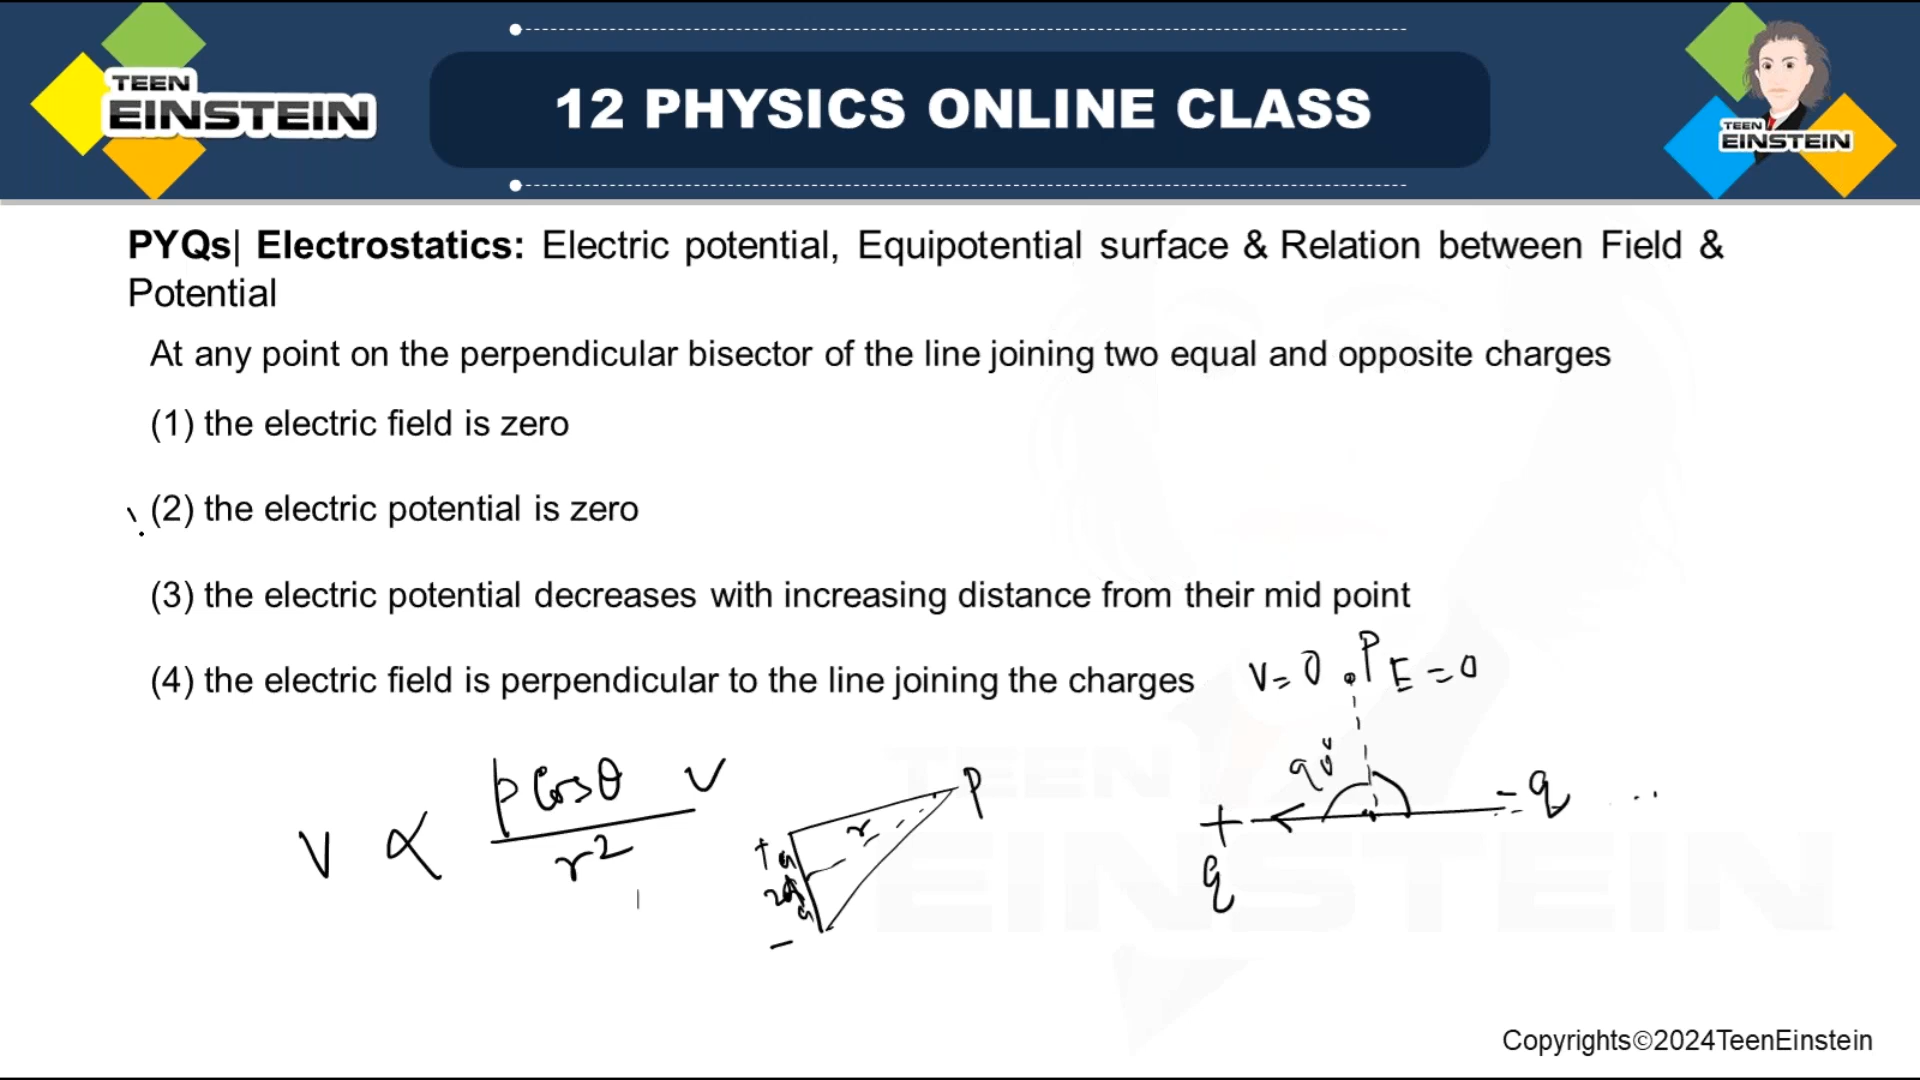 TEEN
EINSTEIN
12 PHYSICS ONLINE CLASS
TEEN
EINSTEIN
PYQs| Electrostatics: Electric potential, Equipotential surface & Relation between Field &
Potential
At any point on the perpendicular bisector of the line joining two equal and opposite charges
(1) the electric field is zero
(2) the electric potential is zero
(3) the electric potential decreases with increasing distance from their mid point
(4) the electric field is perpendicular to the line joining the charges
V=0 P E=0
V ∝ p Cosθ / r²
P
r
+ a
2a
a
-
90°
+ q
-q
TEEN
EINSTEIN
Copyrights©2024TeenEinstein